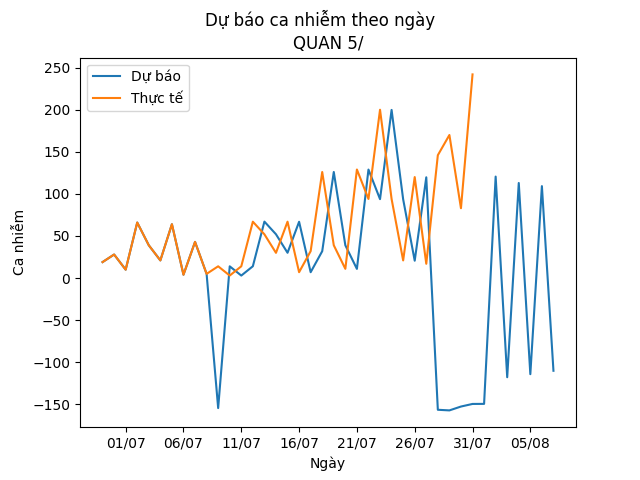 Dự báo ca nhiễm theo ngày
QUAN 5/
Dự báo
Thực tế
Ca nhiễm
250
200
150
100
50
0
−50
−100
−150
01/07 06/07 11/07 16/07 21/07 26/07 31/07 05/08
Ngày